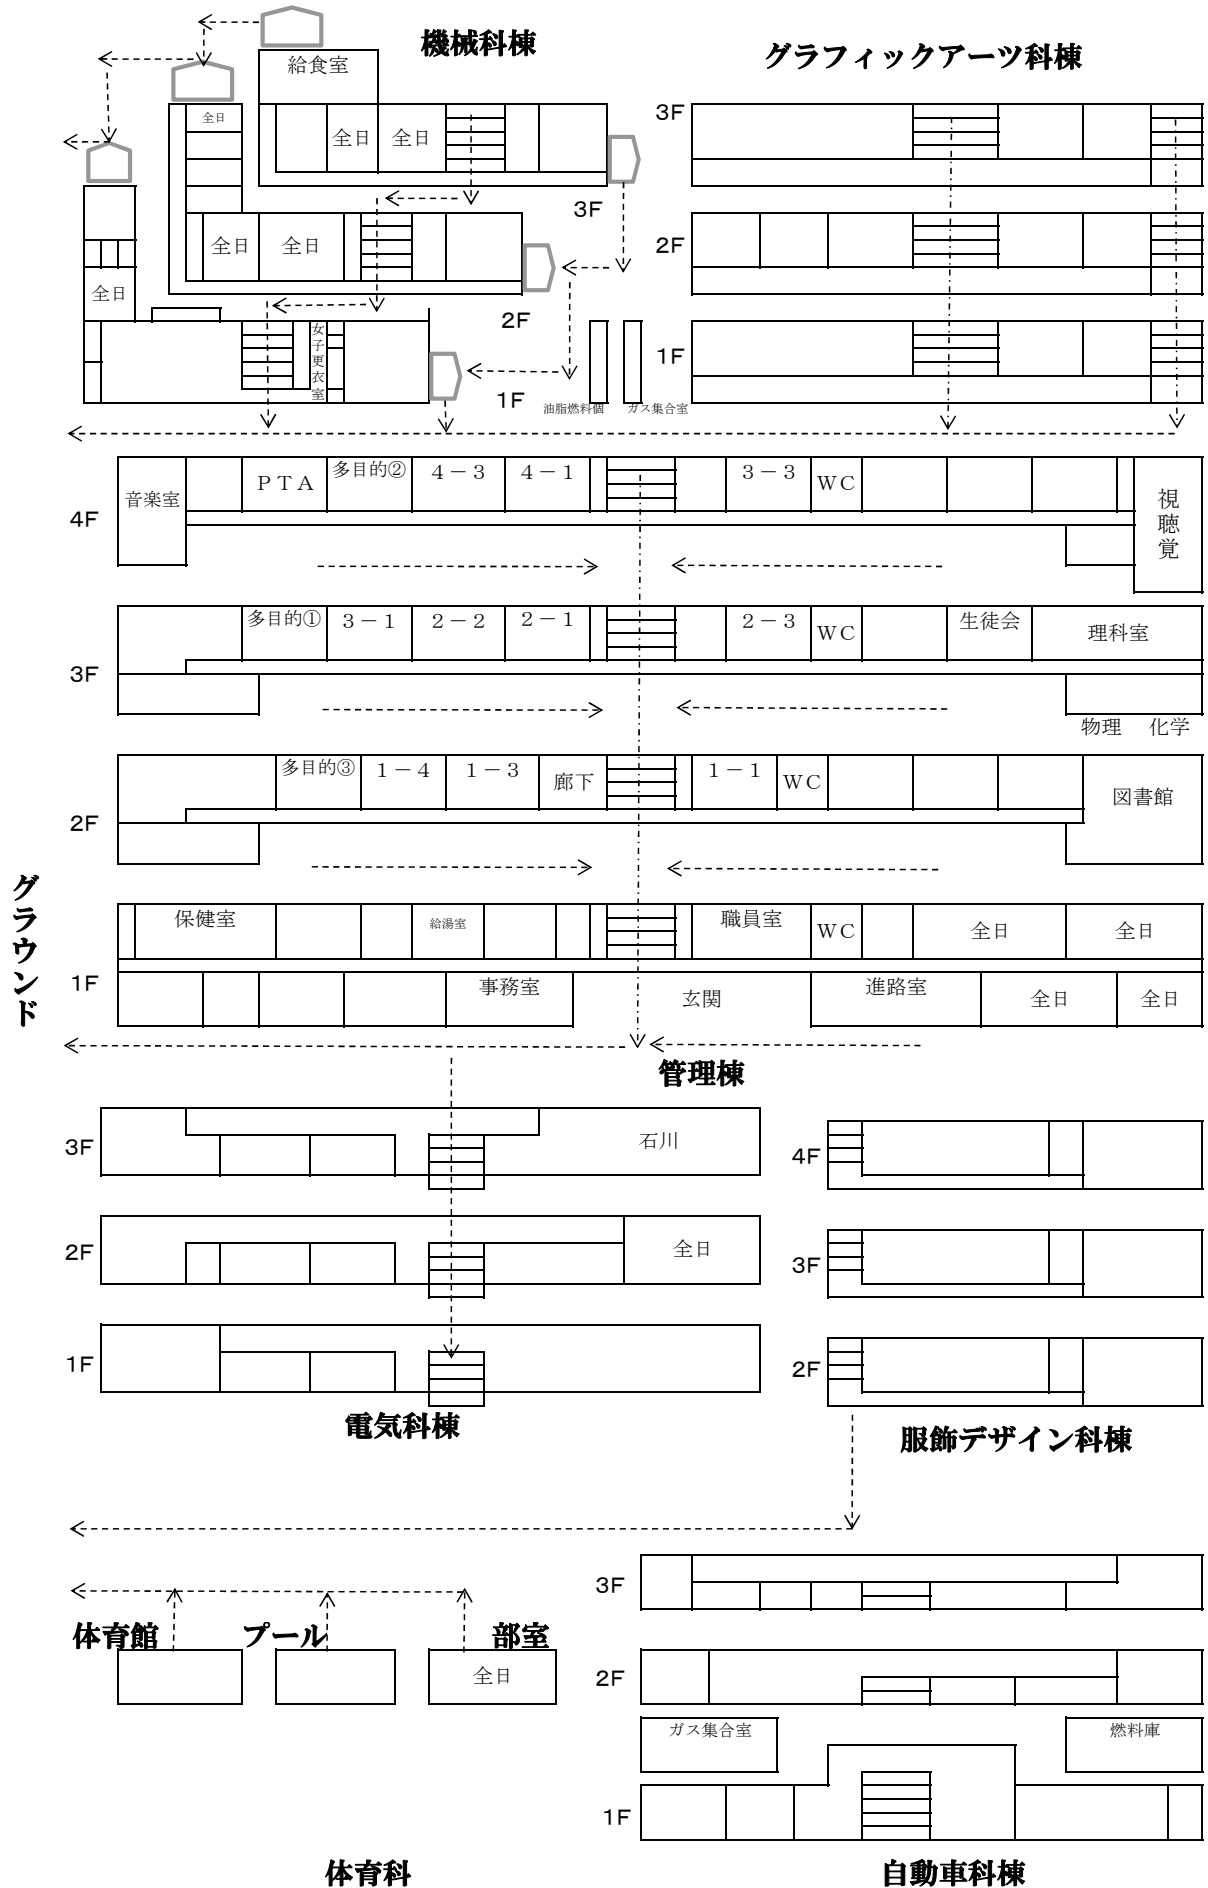 機械科棟
グラフィックアーツ科棟
給食室
全日
全日
全日
3F
3F
全日
全日
2F
2F
全日
女子更衣室
1F
1F
油脂燃料個
ガス集合室
4F
音楽室
PTA
多目的②
4－3
4－1
3－3
WC
視聴覚
3F
多目的①
3－1
2－2
2－1
2－3
WC
生徒会
理科室
物理 化学
2F
多目的③
1－4
1－3
廊下
1－1
WC
図書館
グラウンド
1F
保健室
給湯室
職員室
WC
全日
全日
事務室
玄関
進路室
全日
全日
管理棟
3F
石川
4F
2F
全日
3F
1F
2F
電気科棟
服飾デザイン科棟
3F
体育館
プール
部室
全日
2F
ガス集合室
燃料庫
1F
体育科
自動車科棟